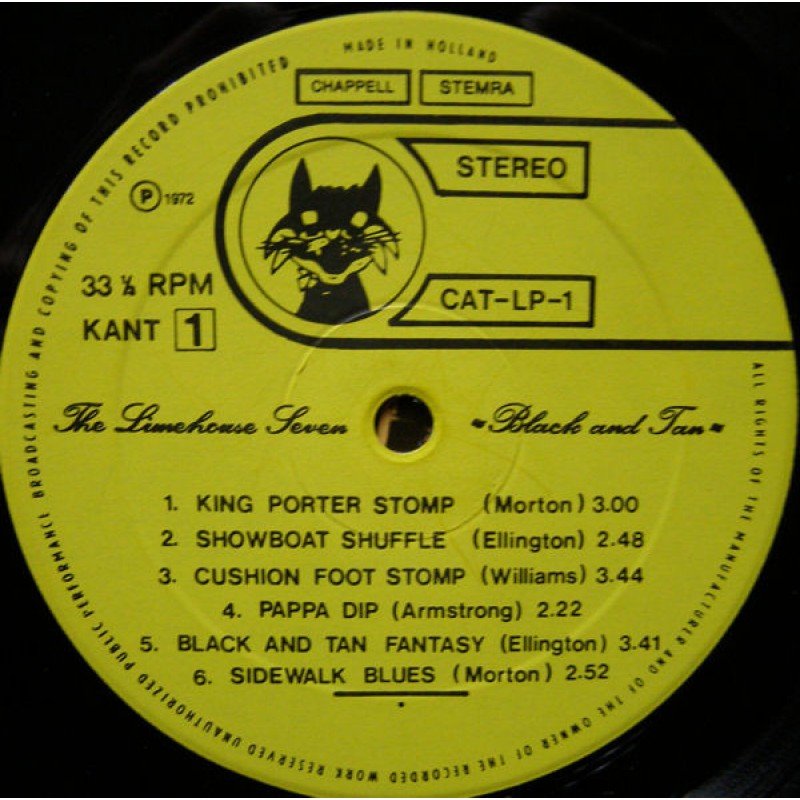 MADE IN HOLLAND
CHAPPELL STEMRA
STEREO
P 1972
33 ⅓ RPM
CAT-LP-1
KANT 1
The Limehouse Seven
"Black and Tan"
1. KING PORTER STOMP (Morton) 3.00
2. SHOWBOAT SHUFFLE (Ellington) 2.48
3. CUSHION FOOT STOMP (Williams) 3.44
4. PAPPA DIP (Armstrong) 2.22
5. BLACK AND TAN FANTASY (Ellington) 3.41
6. SIDEWALK BLUES (Morton) 2.52
ALL RIGHTS OF THE MANUFACTURER AND OF THE OWNER OF THE RECORDED WORK RESERVED UNAUTHORIZED PUBLIC PERFORMANCE BROADCASTING AND COPYING OF THIS RECORD PROHIBITED